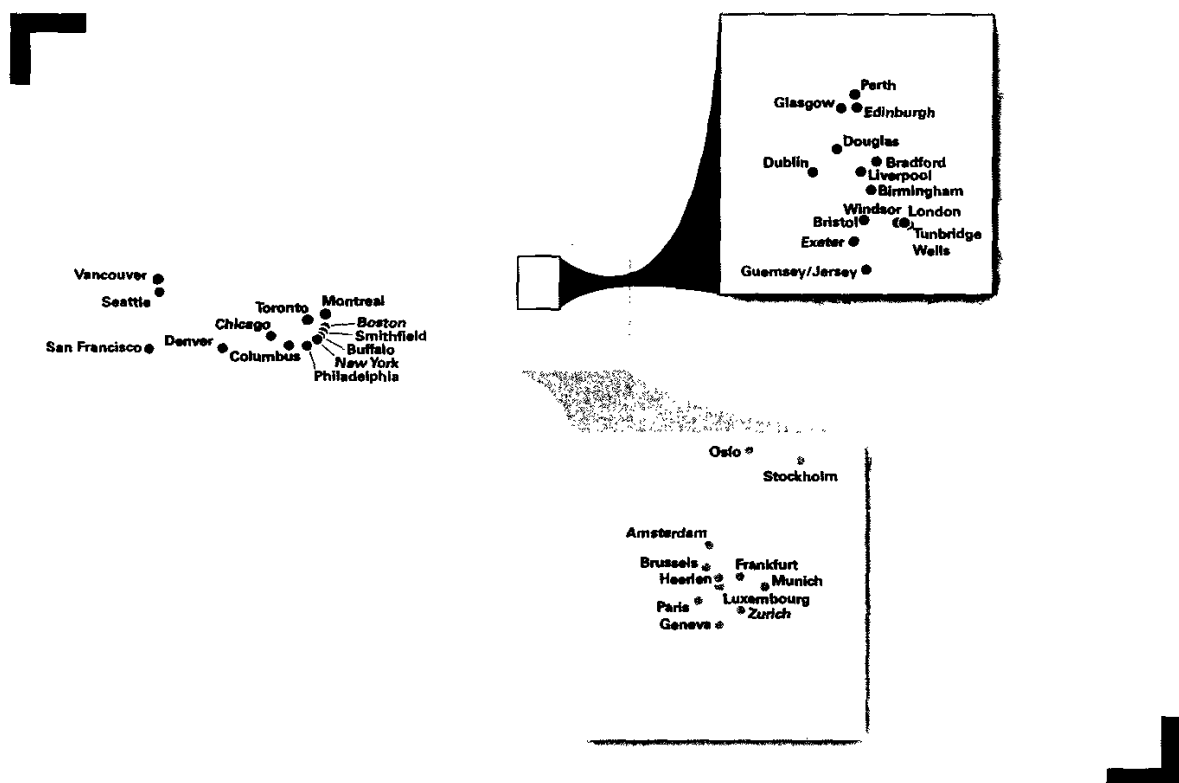 Perth
Glasgow
Edinburgh
Douglas
Dublin
Bradford
Liverpool
Birmingham
Windsor
London
Bristol
Tunbridge
Wells
Exeter
Guernsey/Jersey
Vancouver
Seattle
Toronto
Montreal
Chicago
Boston
Smithfield
San Francisco
Denver
Columbus
Buffalo
New York
Philadelphia
Oslo
Stockholm
Amsterdam
Brussels
Frankfurt
Heerlen
Munich
Luxembourg
Paris
Zurich
Geneva